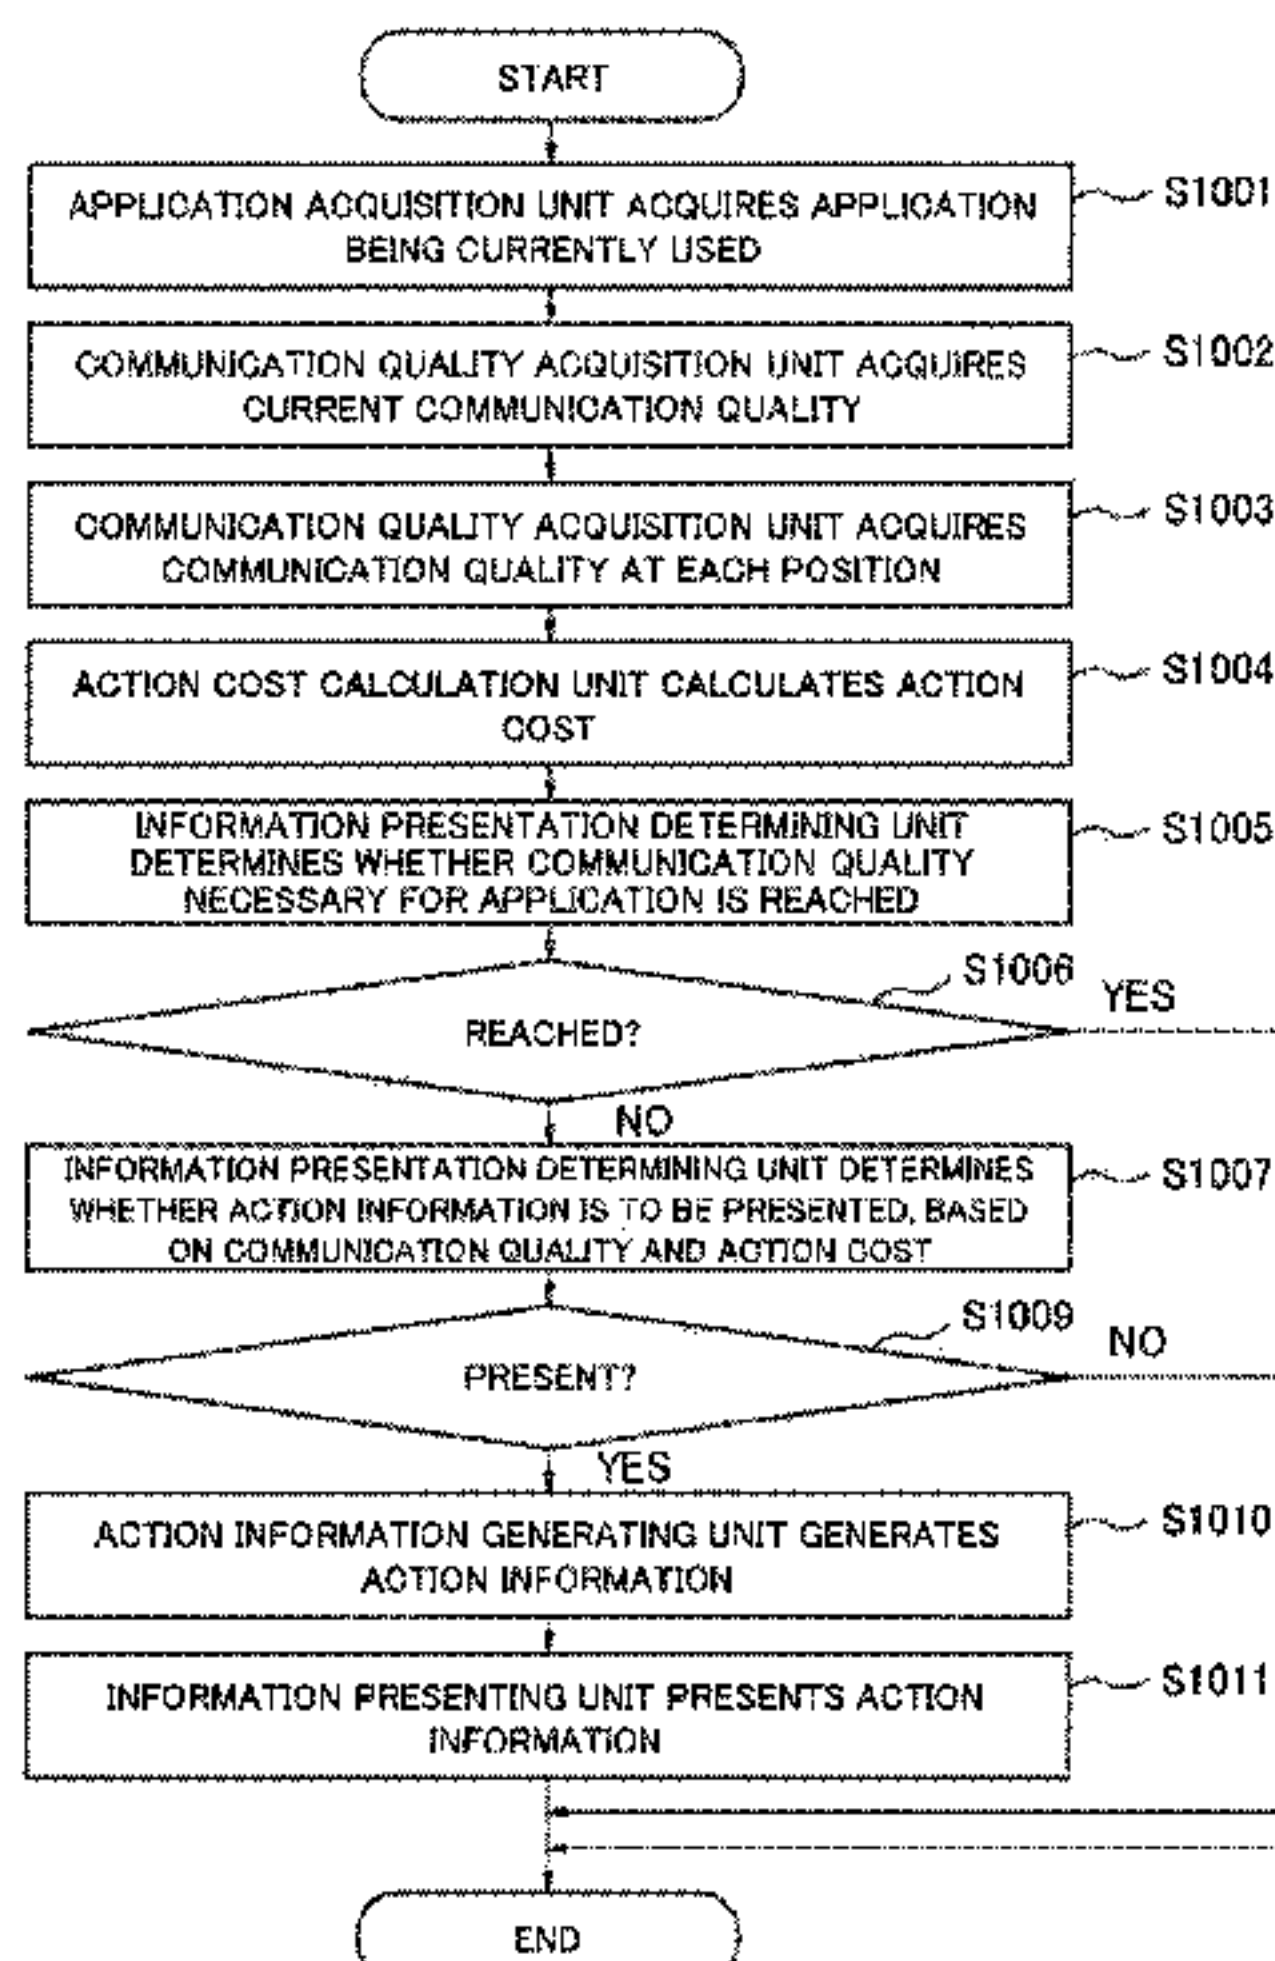 START
APPLICATION ACQUISITION UNIT ACQUIRES APPLICATION
BEING CURRENTLY USED
S1001
COMMUNICATION QUALITY ACQUISITION UNIT ACQUIRES
CURRENT COMMUNICATION QUALITY
S1002
COMMUNICATION QUALITY ACQUISITION UNIT ACQUIRES
COMMUNICATION QUALITY AT EACH POSITION
S1003
ACTION COST CALCULATION UNIT CALCULATES ACTION
COST
S1004
INFORMATION PRESENTATION DETERMINING UNIT
DETERMINES WHETHER COMMUNICATION QUALITY
NECESSARY FOR APPLICATION IS REACHED
S1005
S1006
YES
REACHED?
NO
INFORMATION PRESENTATION DETERMINING UNIT DETERMINES
WHETHER ACTION INFORMATION IS TO BE PRESENTED, BASED
ON COMMUNICATION QUALITY AND ACTION COST
S1007
S1009
NO
PRESENT?
YES
ACTION INFORMATION GENERATING UNIT GENERATES
ACTION INFORMATION
S1010
INFORMATION PRESENTING UNIT PRESENTS ACTION
INFORMATION
S1011
END